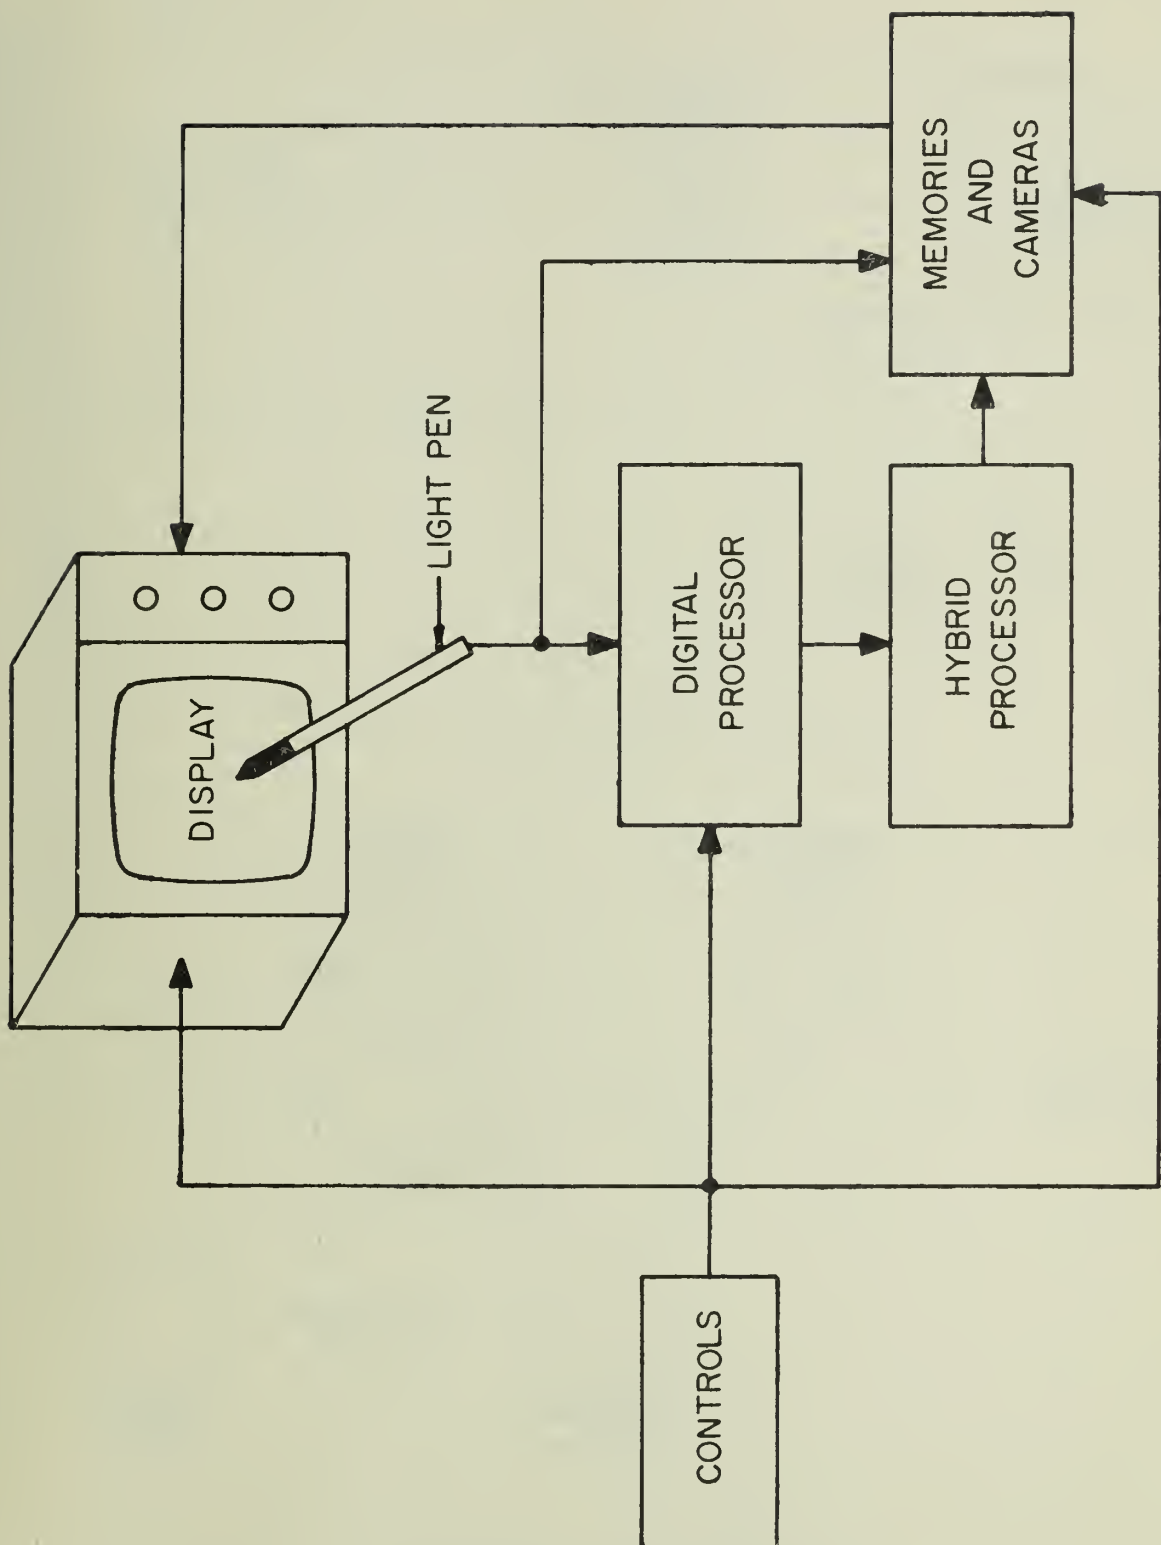 DISPLAY
LIGHT PEN
DIGITAL
PROCESSOR
HYBRID
PROCESSOR
MEMORIES
AND
CAMERAS
CONTROLS